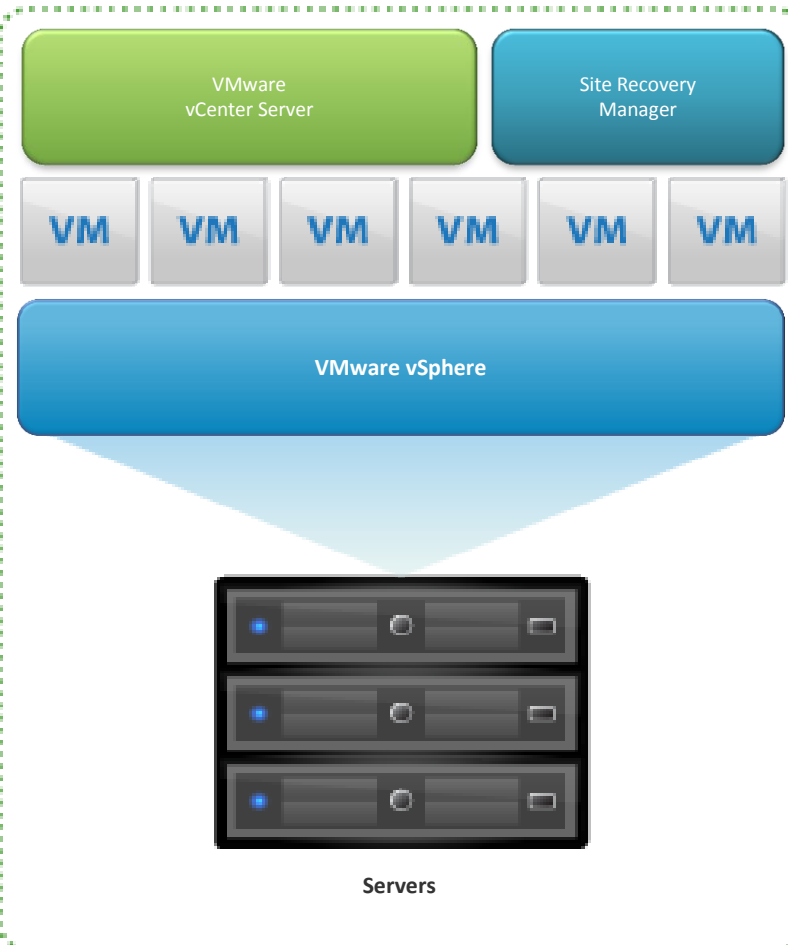 VMware
vCenter Server
Site Recovery
Manager
VM
VM
VM
VM
VM
VM
VMware vSphere
Servers